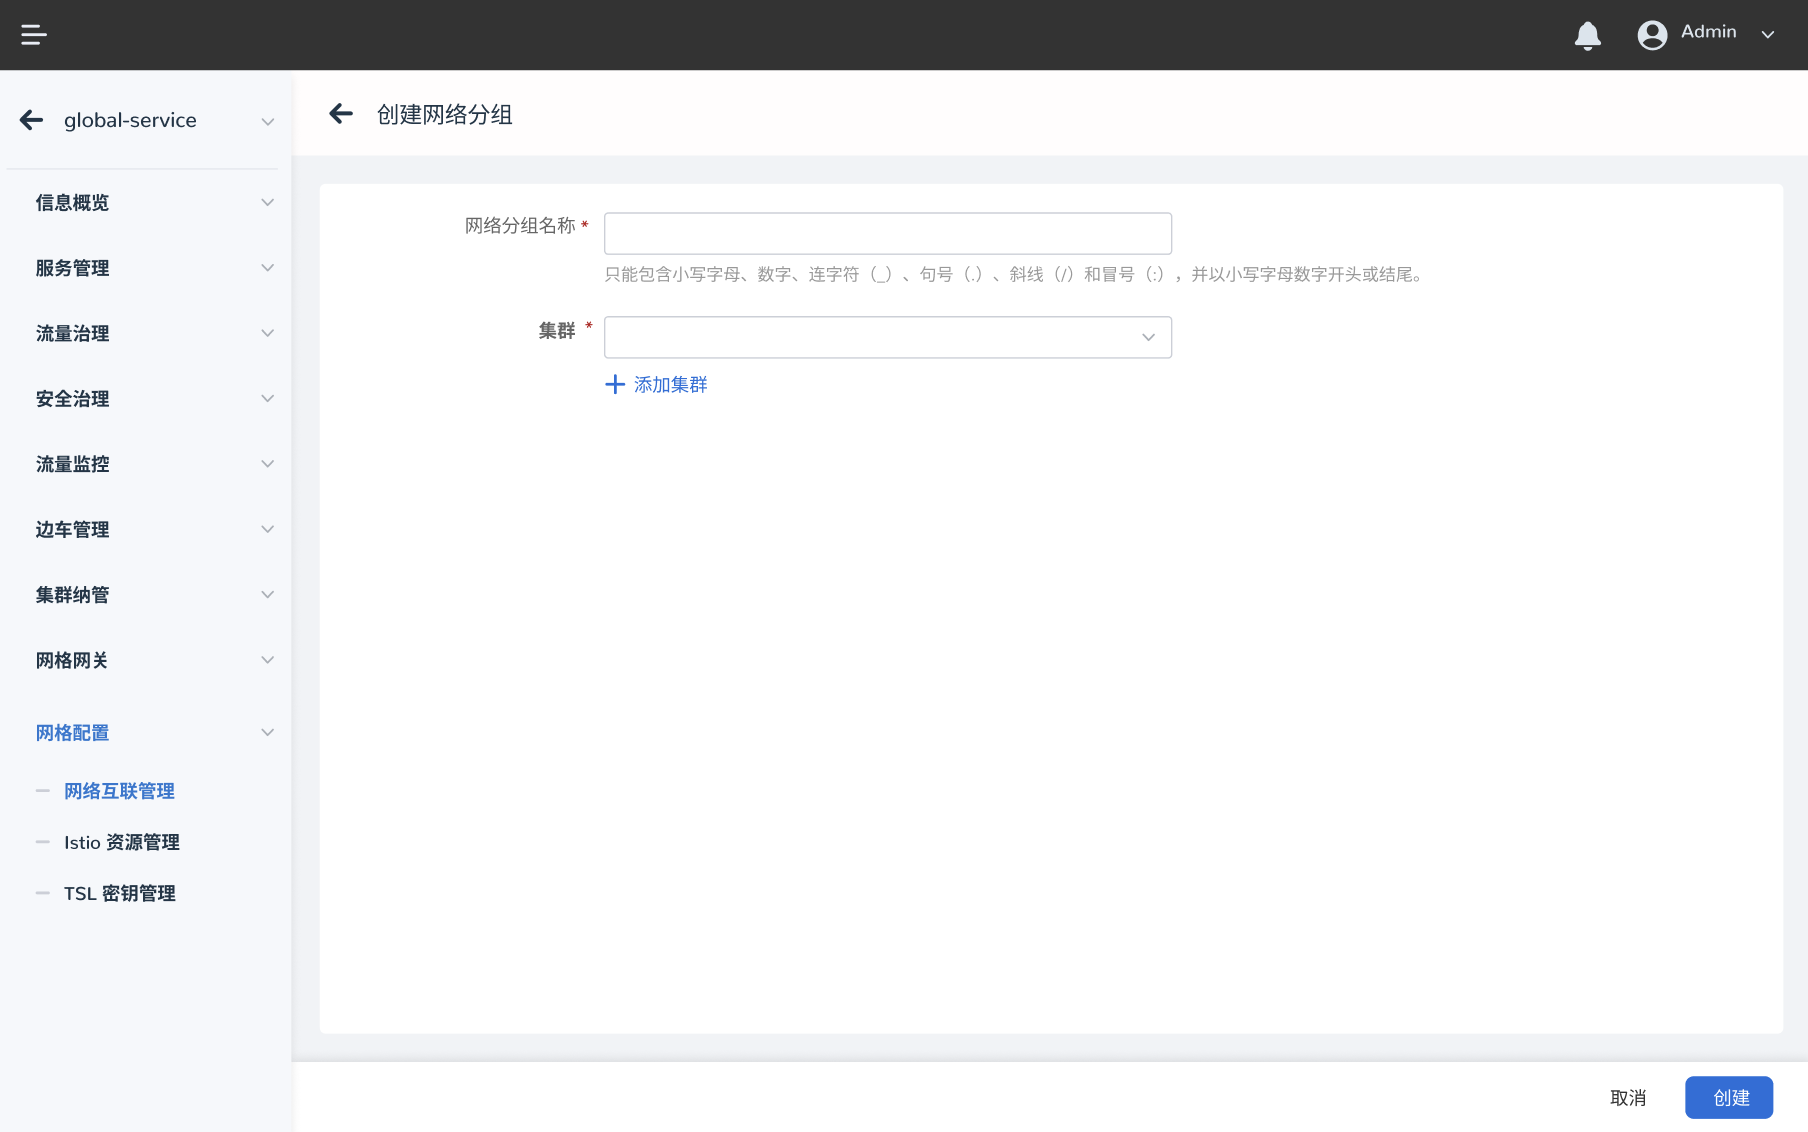 Admin
global-service
创建网络分组
信息概览
服务管理
流量治理
安全治理
流量监控
边车管理
集群纳管
网格网关
网格配置
网络互联管理
Istio 资源管理
TSL 密钥管理
网络分组名称 *
只能包含小写字母、数字、连字符（_）、句号（.）、斜线（/）和冒号（:），并以小写字母数字开头或结尾。
集群 *
添加集群
取消
创建